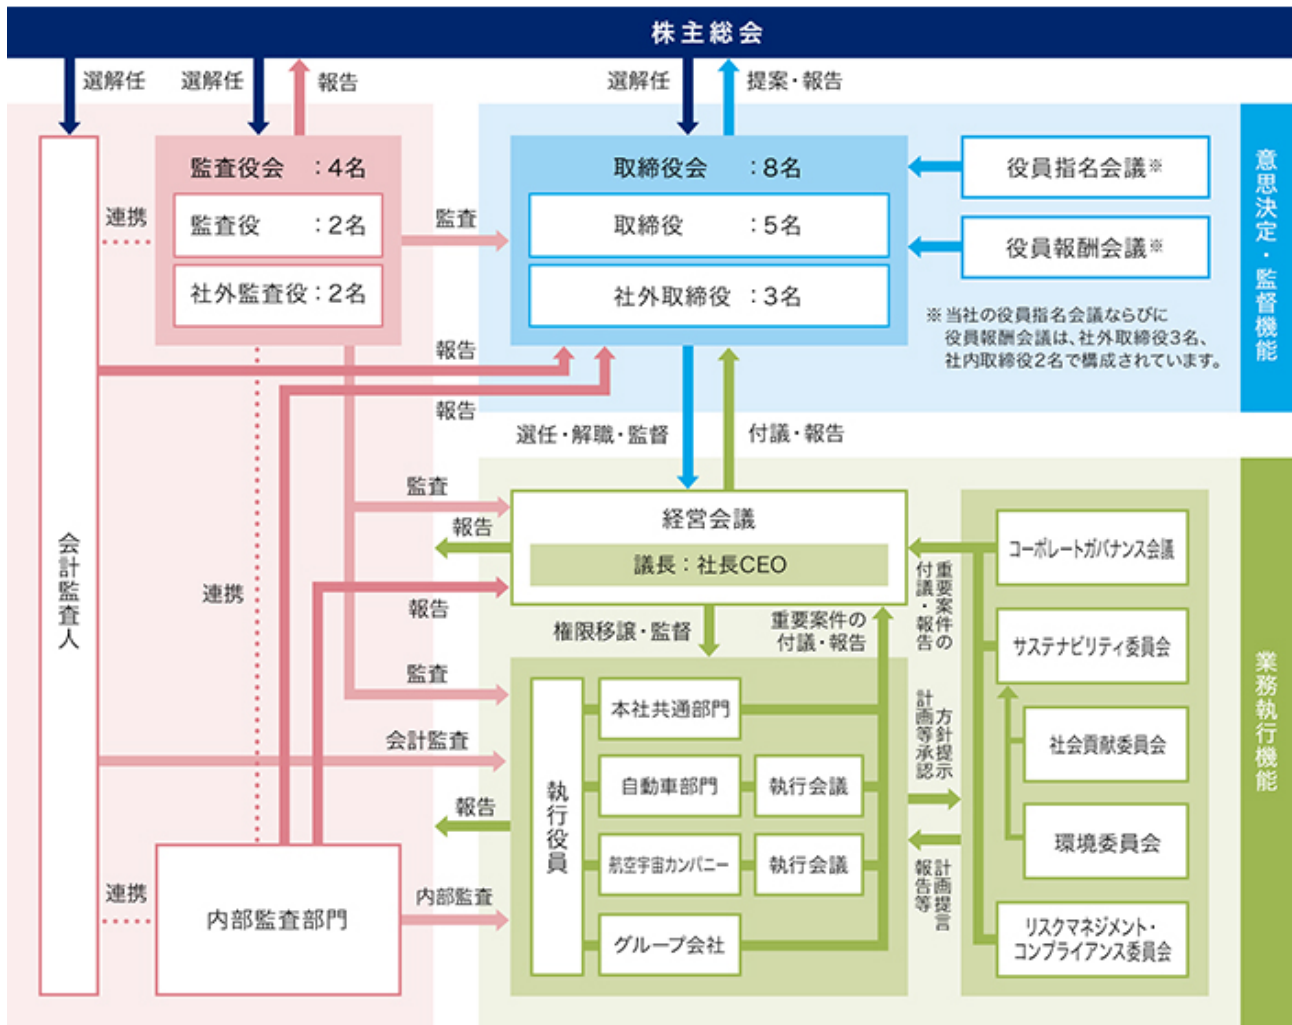 株主総会
選解任
選解任
報告
選解任
提案・報告
監査役会 ：4名
監査役 ：2名
社外監査役：2名
連携
監査
取締役会 ：8名
取締役 ：5名
社外取締役 ：3名
役員指名会議※
役員報酬会議※
※当社の役員指名会議ならびに
役員報酬会議は、社外取締役3名、
社内取締役2名で構成されています。
意思決定・監督機能
報告
報告
選任・解職・監督
付議・報告
会計監査人
連携
監査
報告
報告
監査
会計監査
報告
経営会議
議長：社長CEO
権限移譲・監督
重要案件の
付議・報告
重要案件の
付議・報告
コーポレートガバナンス会議
サステナビリティ委員会
社会貢献委員会
環境委員会
リスクマネジメント・
コンプライアンス委員会
業務執行機能
執行役員
本社共通部門
自動車部門
執行会議
航空宇宙カンパニー
執行会議
グループ会社
方針提示
計画等承認
計画提言
報告等
連携
内部監査部門
内部監査